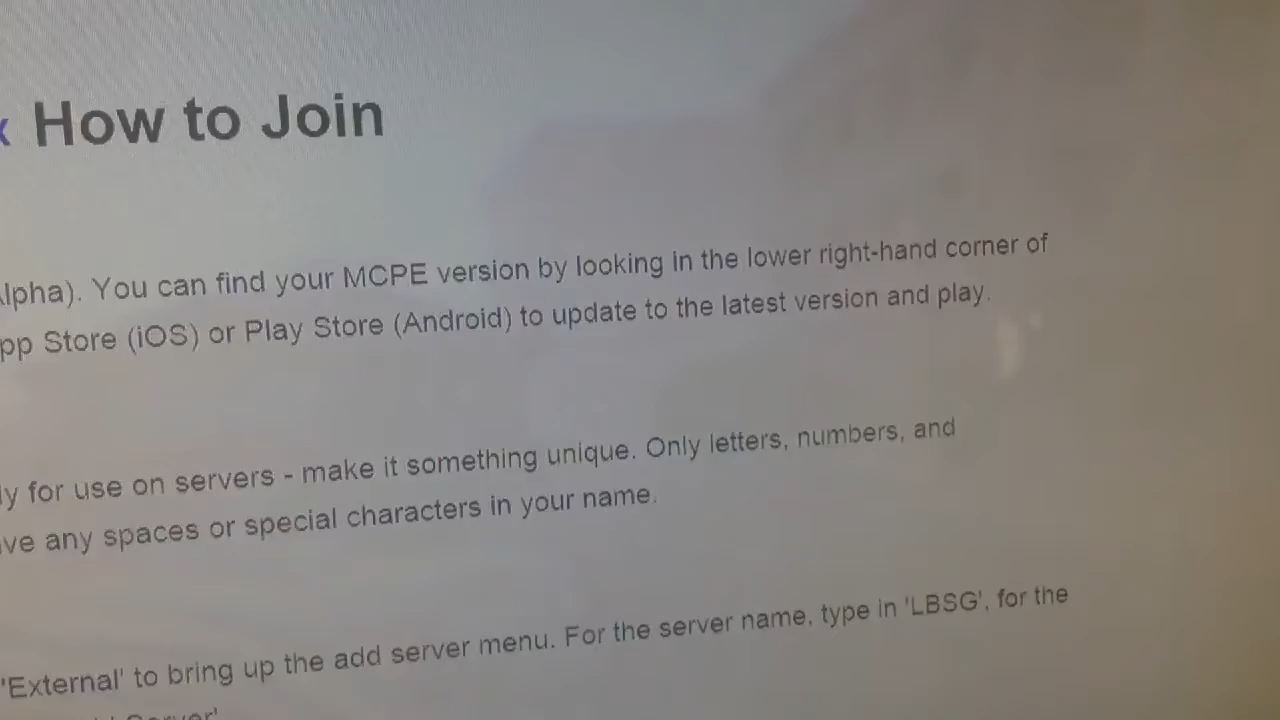 How to Join
Alpha). You can find your MCPE version by looking in the lower right-hand corner of
pp Store (iOS) or Play Store (Android) to update to the latest version and play.
ly for use on servers - make it something unique. Only letters, numbers, and
ve any spaces or special characters in your name.
'External' to bring up the add server menu. For the server name, type in 'LBSG', for the
Server'